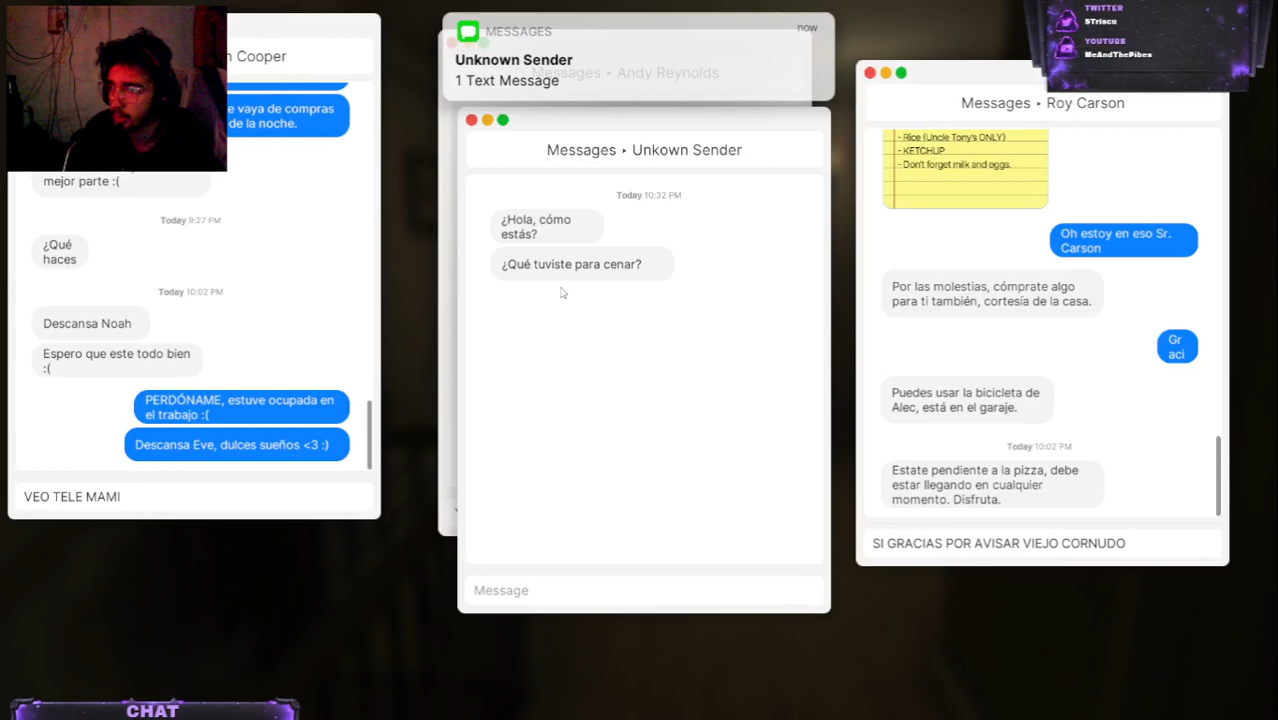 n Cooper
e vaya de compras
de la noche.
mejor parte :(
Today 9:27 PM
¿Qué
haces
Today 10:02 PM
Descansa Noah
Espero que este todo bien
:(
PERDÓNAME, estuve ocupada en
el trabajo :(
Descansa Eve, dulces sueños <3 :)
VEO TELE MAMI
MESSAGES
now
Unknown Sender
1 Text Message
Messages ‣ Andy Reynolds
Messages ‣ Unkown Sender
Today 10:32 PM
¿Hola, cómo
estás?
¿Qué tuviste para cenar?
Message
TWITTER
STriscu
YOUTUBE
MeAndThePibes
Messages ‣ Roy Carson
- Rice (Uncle Tony's ONLY)
- KETCHUP
- Don't forget milk and eggs.
Oh estoy en eso Sr.
Carson
Por las molestias, cómprate algo
para ti también, cortesía de la casa.
Gr
aci
Puedes usar la bicicleta de
Alec, está en el garaje.
Today 10:02 PM
Estate pendiente a la pizza, debe
estar llegando en cualquier
momento. Disfruta.
SI GRACIAS POR AVISAR VIEJO CORNUDO
CHAT